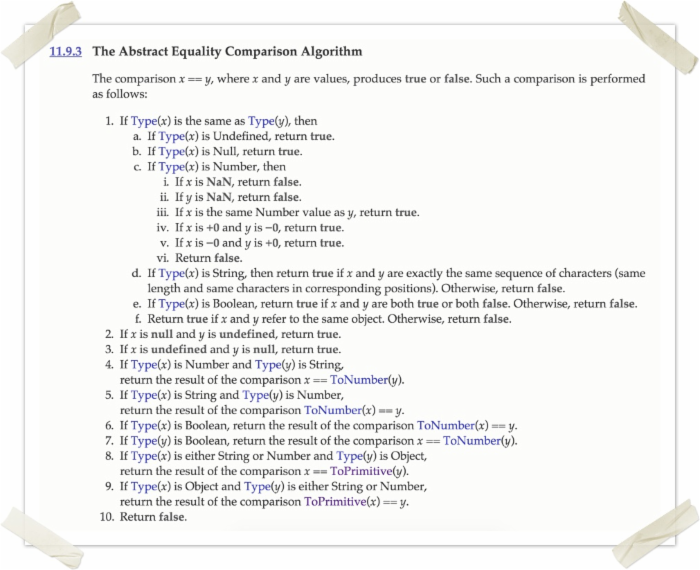 11.9.3 The Abstract Equality Comparison Algorithm
The comparison x == y, where x and y are values, produces true or false. Such a comparison is performed
as follows:
1. If Type(x) is the same as Type(y), then
a. If Type(x) is Undefined, return true.
b. If Type(x) is Null, return true.
c. If Type(x) is Number, then
i. If x is NaN, return false.
ii. If y is NaN, return false.
iii. If x is the same Number value as y, return true.
iv. If x is +0 and y is −0, return true.
v. If x is −0 and y is +0, return true.
vi. Return false.
d. If Type(x) is String, then return true if x and y are exactly the same sequence of characters (same
length and same characters in corresponding positions). Otherwise, return false.
e. If Type(x) is Boolean, return true if x and y are both true or both false. Otherwise, return false.
f. Return true if x and y refer to the same object. Otherwise, return false.
2. If x is null and y is undefined, return true.
3. If x is undefined and y is null, return true.
4. If Type(x) is Number and Type(y) is String,
return the result of the comparison x == ToNumber(y).
5. If Type(x) is String and Type(y) is Number,
return the result of the comparison ToNumber(x) == y.
6. If Type(x) is Boolean, return the result of the comparison ToNumber(x) == y.
7. If Type(y) is Boolean, return the result of the comparison x == ToNumber(y).
8. If Type(x) is either String or Number and Type(y) is Object,
return the result of the comparison x == ToPrimitive(y).
9. If Type(x) is Object and Type(y) is either String or Number,
return the result of the comparison ToPrimitive(x) == y.
10. Return false.